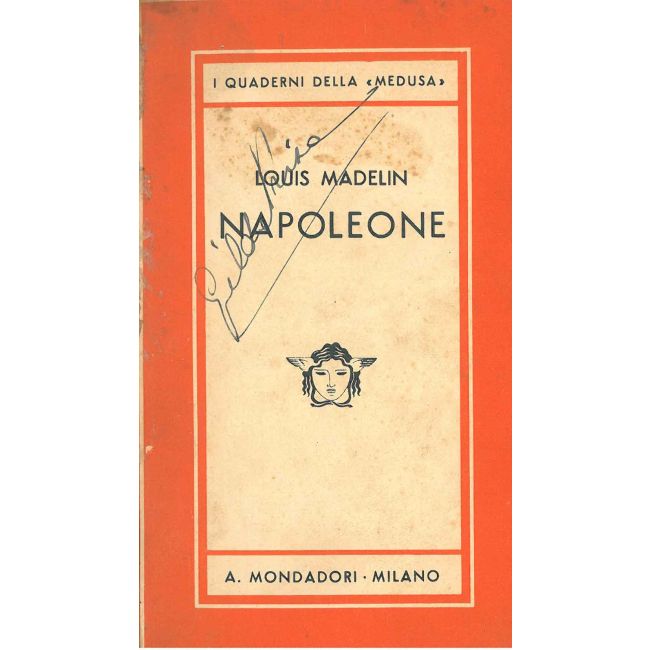 I QUADERNI DELLA «MEDUSA»
LOUIS MADELIN
NAPOLEONE
A. MONDADORI · MILANO